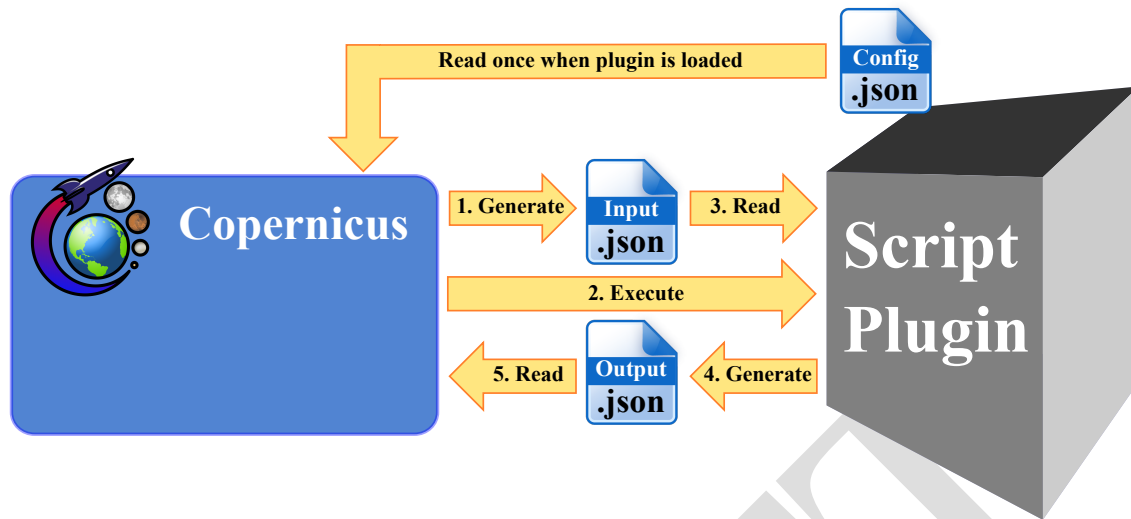 Config
.json
Read once when plugin is loaded
Copernicus
1. Generate
Input
.json
3. Read
Script
Plugin
2. Execute
5. Read
Output
.json
4. Generate